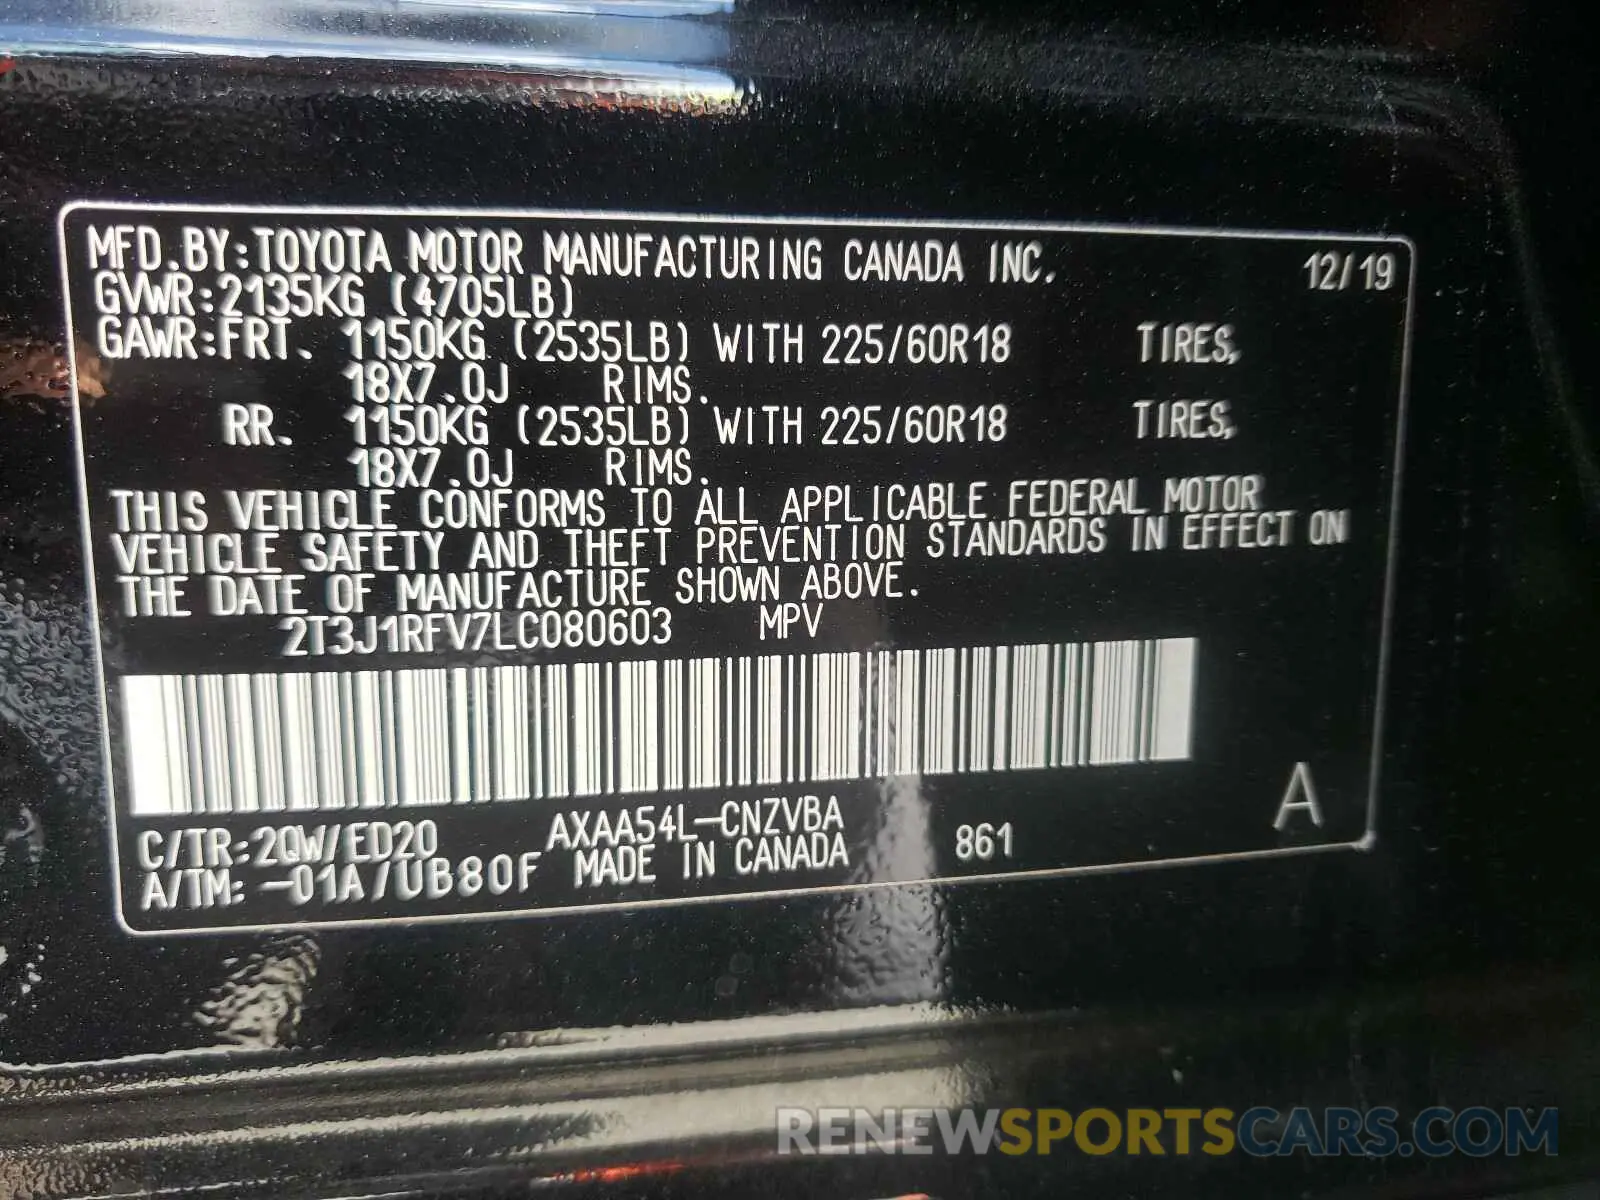 MFD.BY:TOYOTA MOTOR MANUFACTURING CANADA INC. 12/19
GVWR:2135KG (4705LB)
GAWR:FRT. 1150KG (2535LB) WITH 225/60R18 TIRES,
18X7.0J RIMS.
RR. 1150KG (2535LB) WITH 225/60R18 TIRES,
18X7.0J RIMS.
THIS VEHICLE CONFORMS TO ALL APPLICABLE FEDERAL MOTOR
VEHICLE SAFETY AND THEFT PREVENTION STANDARDS IN EFFECT ON
THE DATE OF MANUFACTURE SHOWN ABOVE.
2T3J1RFV7LC080603 MPV
C/TR:2QW/ED20 AXAA54L-CNZVBA A
A/TM:-01A/UB80F MADE IN CANADA 861
RENEWSPORTSCARS.COM